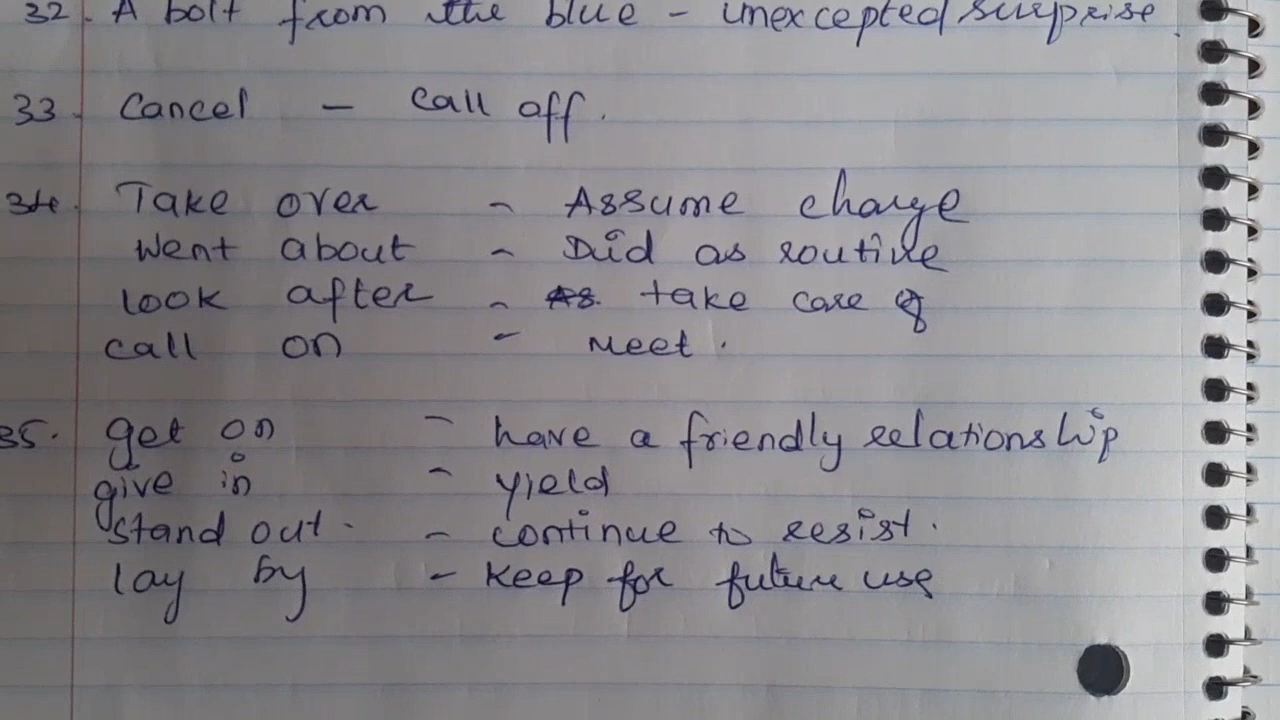 32. A bolt from the blue - unexcepted surprise.
33. Cancel - Call off.
34. Take over - Assume charge
Went about - Did as routine
look after - As. take care of
call on - Meet.
35. get on - have a friendly relationship
give in - yield
stand out. - continue to resist.
lay by - keep for future use